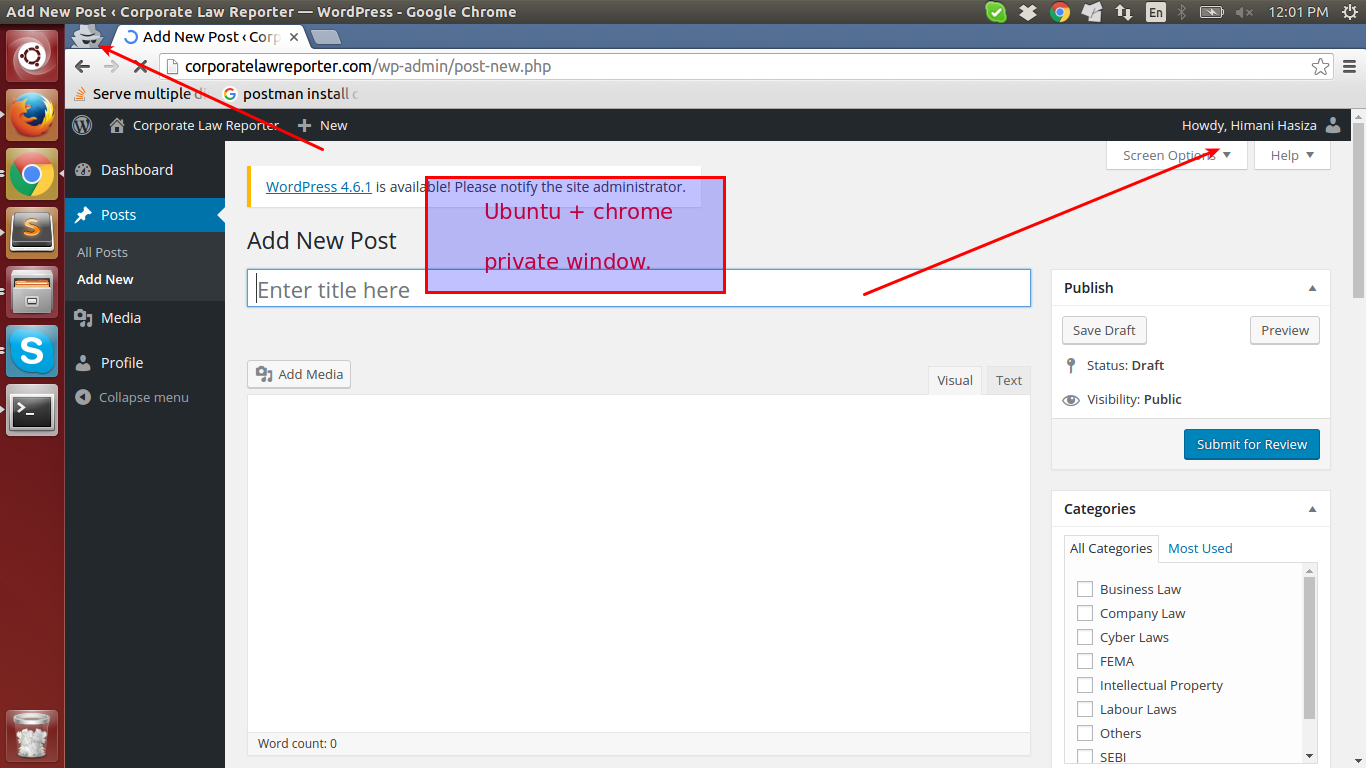 Add New Post ‹ Corporate Law Reporter — WordPress - Google Chrome
En
12:01 PM
Add New Post ‹ Corp
corporatelawreporter.com/wp-admin/post-new.php
Serve multiple
postman install
Corporate Law Reporter
New
Howdy, Himani Hasiza
Screen Options
Help
Dashboard
Posts
All Posts
Add New
Media
Profile
Collapse menu
WordPress 4.6.1 is available! Please notify the site administrator.
Ubuntu + chrome
private window.
Add New Post
Enter title here
Add Media
Visual
Text
Word count: 0
Publish
Save Draft
Preview
Status: Draft
Visibility: Public
Submit for Review
Categories
All Categories
Most Used
Business Law
Company Law
Cyber Laws
FEMA
Intellectual Property
Labour Laws
Others
SEBI